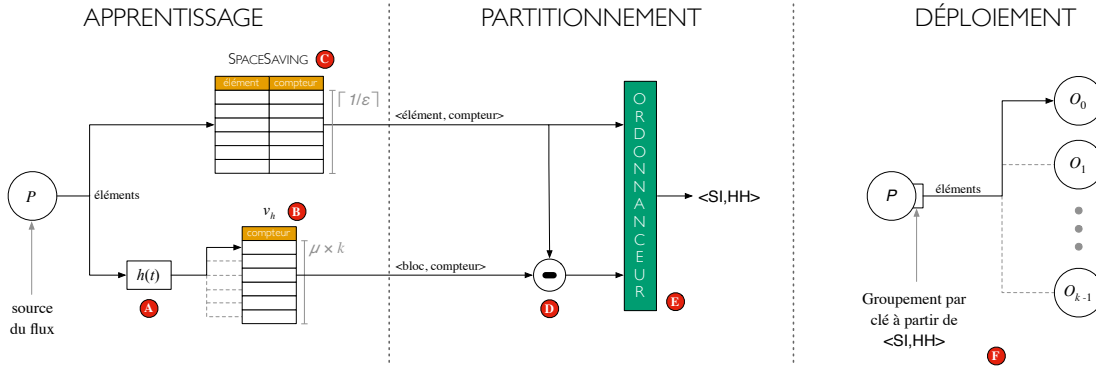 APPRENTISSAGE
PARTITIONNEMENT
DÉPLOIEMENT
SPACESAVING C
élément compteur
⌈1/ε⌉
P
éléments
source
du flux
h(t)
A
v_h B
compteur
μ × k
<élément, compteur>
<bloc, compteur>
D
ORDONNANCEUR
E
<SI,HH>
P
éléments
O_0
O_1
O_{k-1}
Groupement par
clé à partir de
<SI,HH>
F